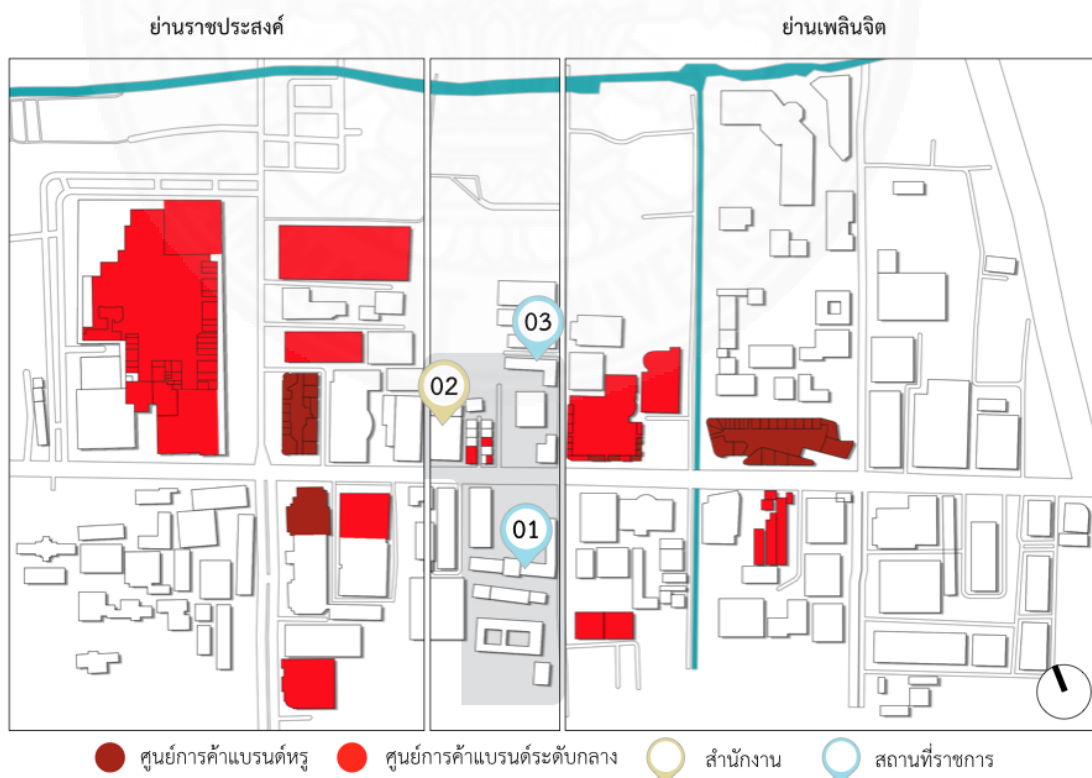 ย่านราชประสงค์
ย่านเพลินจิต
03
02
01
ศูนย์การค้าแบรนด์หรู
ศูนย์การค้าแบรนด์ระดับกลาง
สำนักงาน
สถานที่ราชการ